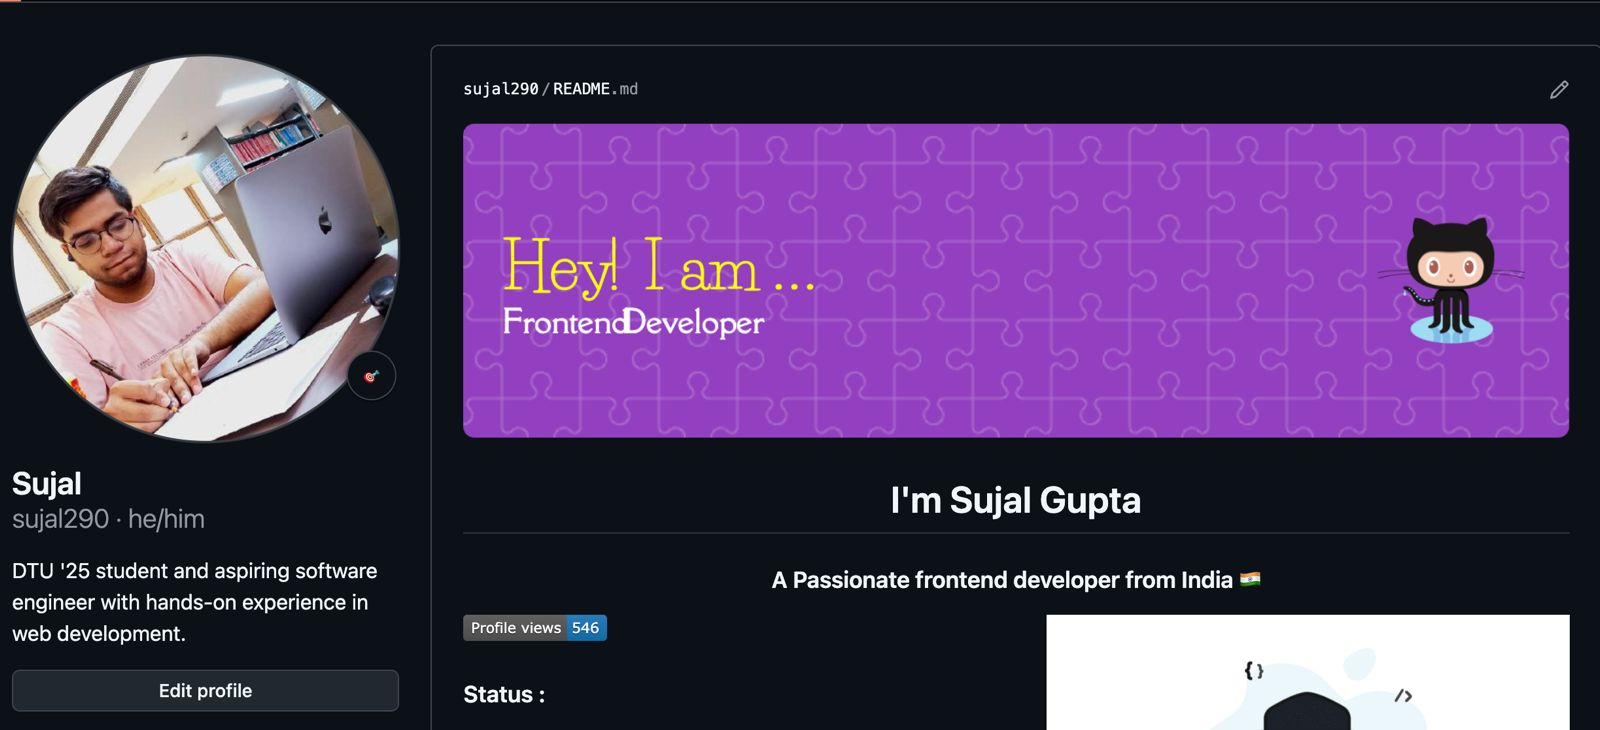 sujal290/README.md
Hey! I am ...
FrontendDeveloper
Sujal
sujal290 · he/him
DTU '25 student and aspiring software
engineer with hands-on experience in
web development.
Edit profile
I'm Sujal Gupta
A Passionate frontend developer from India 🇮🇳
Profile views 546
Status :
{}
/>